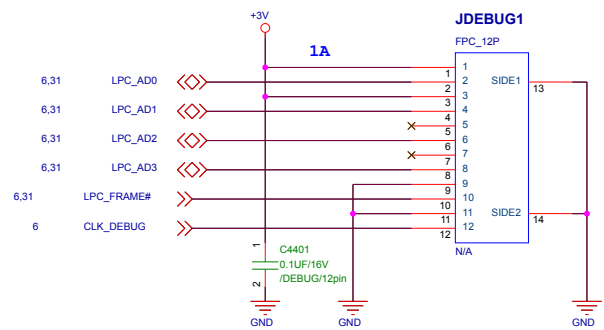 +3V
JDEBUG1
1A
FPC_12P
1
1
6,31 LPC_AD0 2 SIDE1
2
13
3
3
6,31 LPC_AD1 4
4
5
5
6,31 LPC_AD2 6
6
7
7
6,31 LPC_AD3 8
8
9
9
6,31 LPC_FRAME# 10
10
11 SIDE2
11
14
6 CLK_DEBUG 12
12
1
C4401
N/A
0.1UF/16V
/DEBUG/12pin
2
GND GND GND